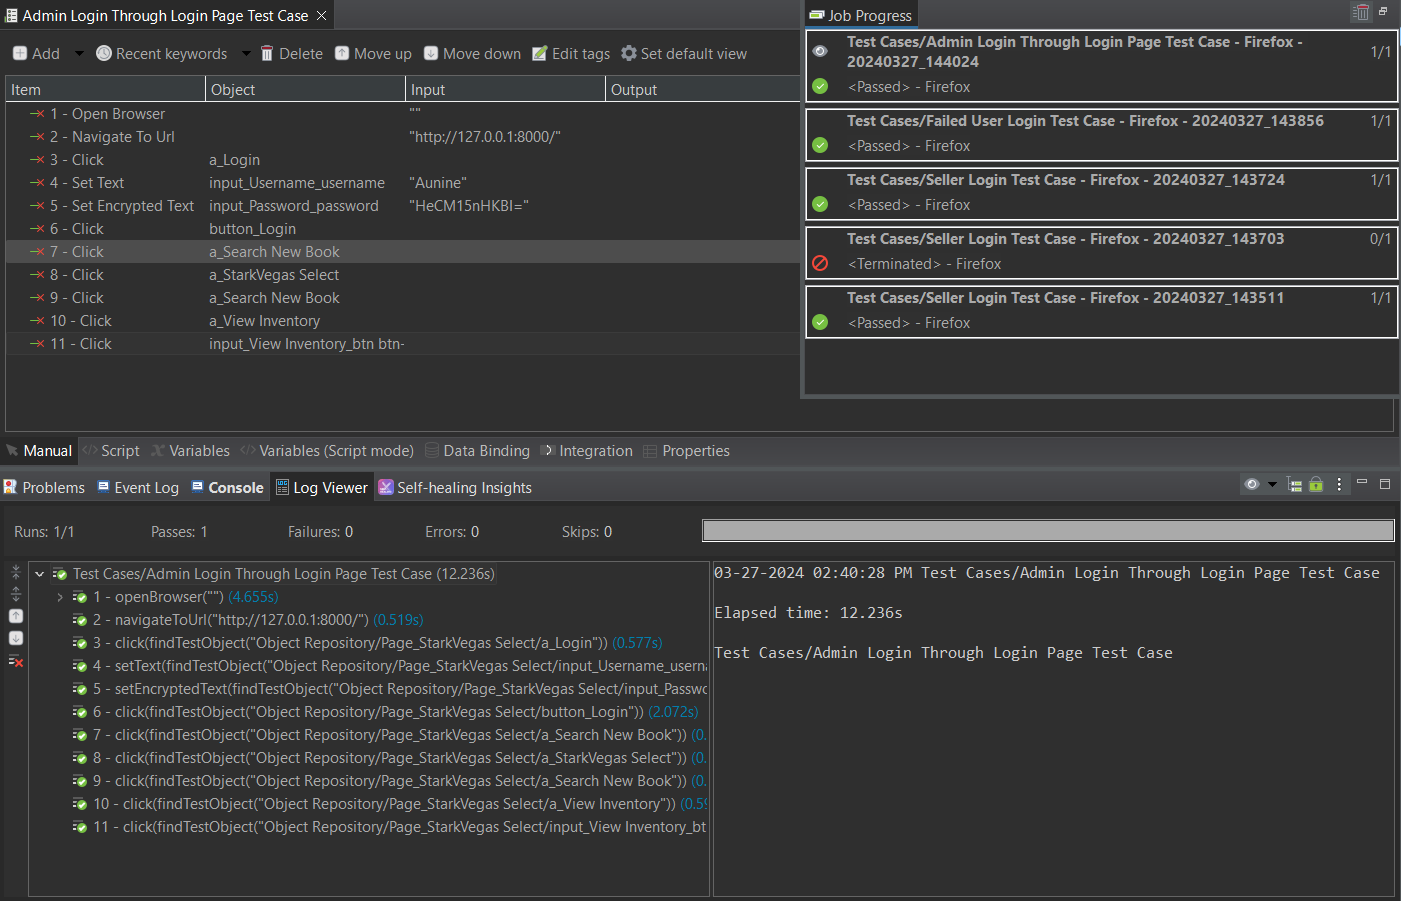 Admin Login Through Login Page Test Case
Add
Recent keywords
Delete
Move up
Move down
Edit tags
Set default view
Item Object Input Output
1 - Open Browser ""
2 - Navigate To Url "http://127.0.0.1:8000/"
3 - Click a_Login
4 - Set Text input_Username_username "Aunine"
5 - Set Encrypted Text input_Password_password "HeCM15nHKBI="
6 - Click button_Login
7 - Click a_Search New Book
8 - Click a_StarkVegas Select
9 - Click a_Search New Book
10 - Click a_View Inventory
11 - Click input_View Inventory_btn btn-
Job Progress
Test Cases/Admin Login Through Login Page Test Case - Firefox -
20240327_144024
1/1
<Passed> - Firefox
Test Cases/Failed User Login Test Case - Firefox - 20240327_143856 1/1
<Passed> - Firefox
Test Cases/Seller Login Test Case - Firefox - 20240327_143724 1/1
<Passed> - Firefox
Test Cases/Seller Login Test Case - Firefox - 20240327_143703 0/1
<Terminated> - Firefox
Test Cases/Seller Login Test Case - Firefox - 20240327_143511 1/1
<Passed> - Firefox
Manual Script Variables Variables (Script mode) Data Binding Integration Properties
Problems Event Log Console Log Viewer Self-healing Insights
Runs: 1/1 Passes: 1 Failures: 0 Errors: 0 Skips: 0
Test Cases/Admin Login Through Login Page Test Case (12.236s)
1 - openBrowser("") (4.655s)
2 - navigateToUrl("http://127.0.0.1:8000/") (0.519s)
3 - click(findTestObject("Object Repository/Page_StarkVegas Select/a_Login")) (0.577s)
4 - setText(findTestObject("Object Repository/Page_StarkVegas Select/input_Username_userna
5 - setEncryptedText(findTestObject("Object Repository/Page_StarkVegas Select/input_Passwo
6 - click(findTestObject("Object Repository/Page_StarkVegas Select/button_Login")) (2.072s)
7 - click(findTestObject("Object Repository/Page_StarkVegas Select/a_Search New Book")) (0.
8 - click(findTestObject("Object Repository/Page_StarkVegas Select/a_StarkVegas Select")) (0.
9 - click(findTestObject("Object Repository/Page_StarkVegas Select/a_Search New Book")) (0.
10 - click(findTestObject("Object Repository/Page_StarkVegas Select/a_View Inventory")) (0.59
11 - click(findTestObject("Object Repository/Page_StarkVegas Select/input_View Inventory_bt
03-27-2024 02:40:28 PM Test Cases/Admin Login Through Login Page Test Case
Elapsed time: 12.236s
Test Cases/Admin Login Through Login Page Test Case